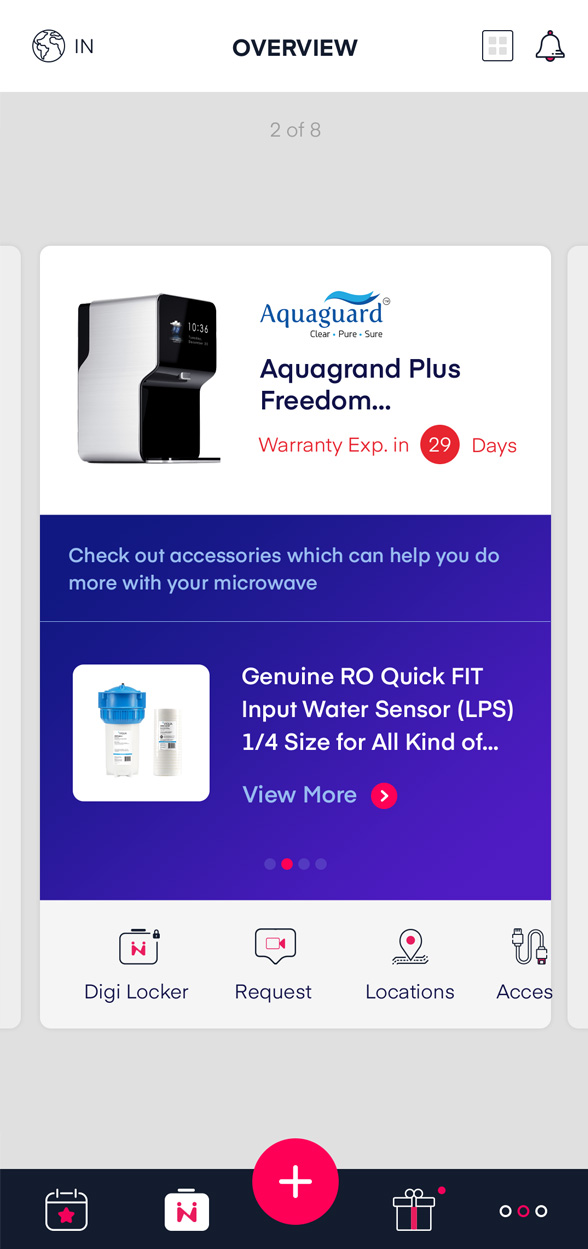 IN
OVERVIEW
2 of 8
10:36
Aquaguard
Clear • Pure • Sure
Aquagrand Plus
Freedom...
Warranty Exp. in 29 Days
Check out accessories which can help you do
more with your microwave
Genuine RO Quick FIT
Input Water Sensor (LPS)
1/4 Size for All Kind of...
View More
Digi Locker
Request
Locations
Acces